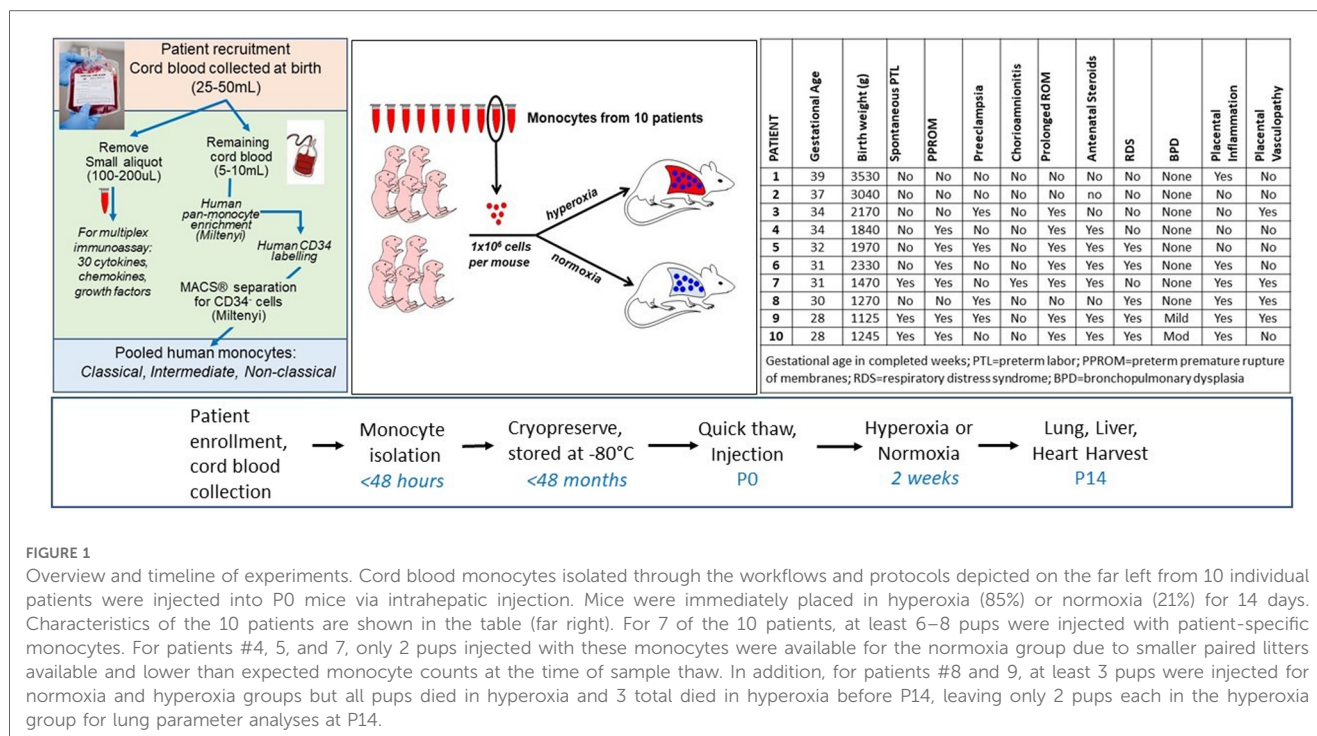 Patient recruitment
Cord blood collected at birth
(25-50mL)
Remove
Small aliquot
(100-200uL)
For multiplex
immunoassay:
30 cytokines,
chemokines,
growth factors
Remaining
cord blood
(5-10mL)
Human
pan-monocyte
enrichment
(Miltenyi)
Human CD34
labelling
MACS® separation
for CD34⁻ cells
(Miltenyi)
Pooled human monocytes:
Classical, Intermediate, Non-classical
Monocytes from 10 patients
1x10⁶ cells
per mouse
hyperoxia
normoxia
PATIENT Gestational Age Birth weight (g) Spontaneous PTL PPROM Preeclampsia Chorioamnionitis Prolonged ROM Antenatal Steroids RDS BPD Placental Inflammation Placental Vasculopathy
1 39 3530 No No No No No No No None Yes No
2 37 3040 No No No No No no No None No No
3 34 2170 No No Yes No Yes No No None No Yes
4 34 1840 No Yes No No Yes Yes No None No No
5 32 1970 No No Yes No Yes Yes Yes None No No
6 31 2330 No Yes No No Yes Yes Yes None Yes No
7 31 1470 Yes Yes No Yes Yes Yes No None Yes Yes
8 30 1270 No No Yes No No No Yes None Yes Yes
9 28 1125 Yes Yes No No Yes Yes Yes Mild Yes Yes
10 28 1245 Yes Yes No No Yes Yes Yes Mod Yes No
Gestational age in completed weeks; PTL=preterm labor; PPROM=preterm premature rupture
of membranes; RDS=respiratory distress syndrome; BPD=bronchopulmonary dysplasia
Patient
enrollment,
cord blood
collection
Monocyte
isolation
<48 hours
Cryopreserve,
stored at -80°C
<48 months
Quick thaw,
Injection
P0
Hyperoxia or
Normoxia
2 weeks
Lung, Liver,
Heart Harvest
P14
FIGURE 1
Overview and timeline of experiments. Cord blood monocytes isolated through the workflows and protocols depicted on the far left from 10 individual
patients were injected into P0 mice via intrahepatic injection. Mice were immediately placed in hyperoxia (85%) or normoxia (21%) for 14 days.
Characteristics of the 10 patients are shown in the table (far right). For 7 of the 10 patients, at least 6–8 pups were injected with patient-specific
monocytes. For patients #4, 5, and 7, only 2 pups injected with these monocytes were available for the normoxia group due to smaller paired litters
available and lower than expected monocyte counts at the time of sample thaw. In addition, for patients #8 and 9, at least 3 pups were injected for
normoxia and hyperoxia groups but all pups died in hyperoxia and 3 total died in hyperoxia before P14, leaving only 2 pups each in the hyperoxia
group for lung parameter analyses at P14.